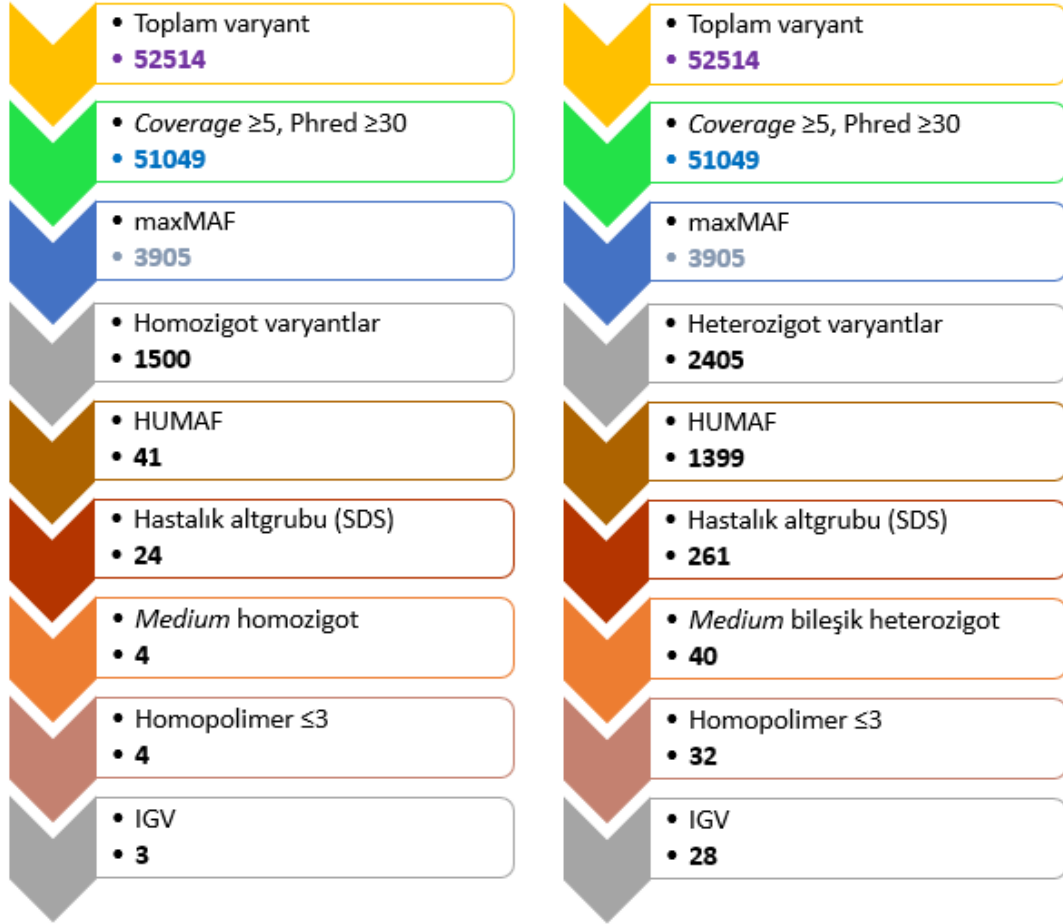 • Toplam varyant
• 52514
• Coverage ≥5, Phred ≥30
• 51049
• maxMAF
• 3905
• Homozigot varyantlar
• 1500
• HUMAF
• 41
• Hastalık altgrubu (SDS)
• 24
• Medium homozigot
• 4
• Homopolimer ≤3
• 4
• IGV
• 3
• Toplam varyant
• 52514
• Coverage ≥5, Phred ≥30
• 51049
• maxMAF
• 3905
• Heterozigot varyantlar
• 2405
• HUMAF
• 1399
• Hastalık altgrubu (SDS)
• 261
• Medium bileşik heterozigot
• 40
• Homopolimer ≤3
• 32
• IGV
• 28